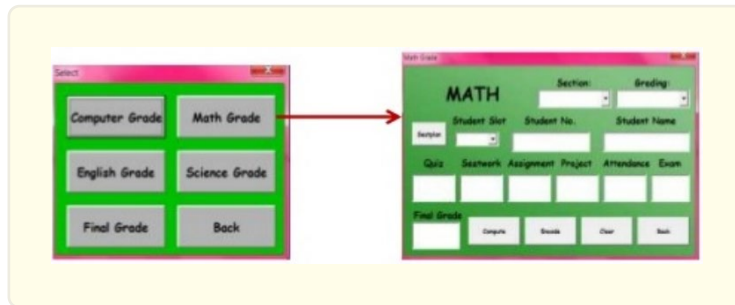 Select
Computer Grade Math Grade
English Grade Science Grade
Final Grade Back
Math Grade
MATH Section: Grading:
Student Slot Student No. Student Name
Seatplan
Quiz Seatwork Assignment Project Attendance Exam
Final Grade
Compute Encode Clear Back